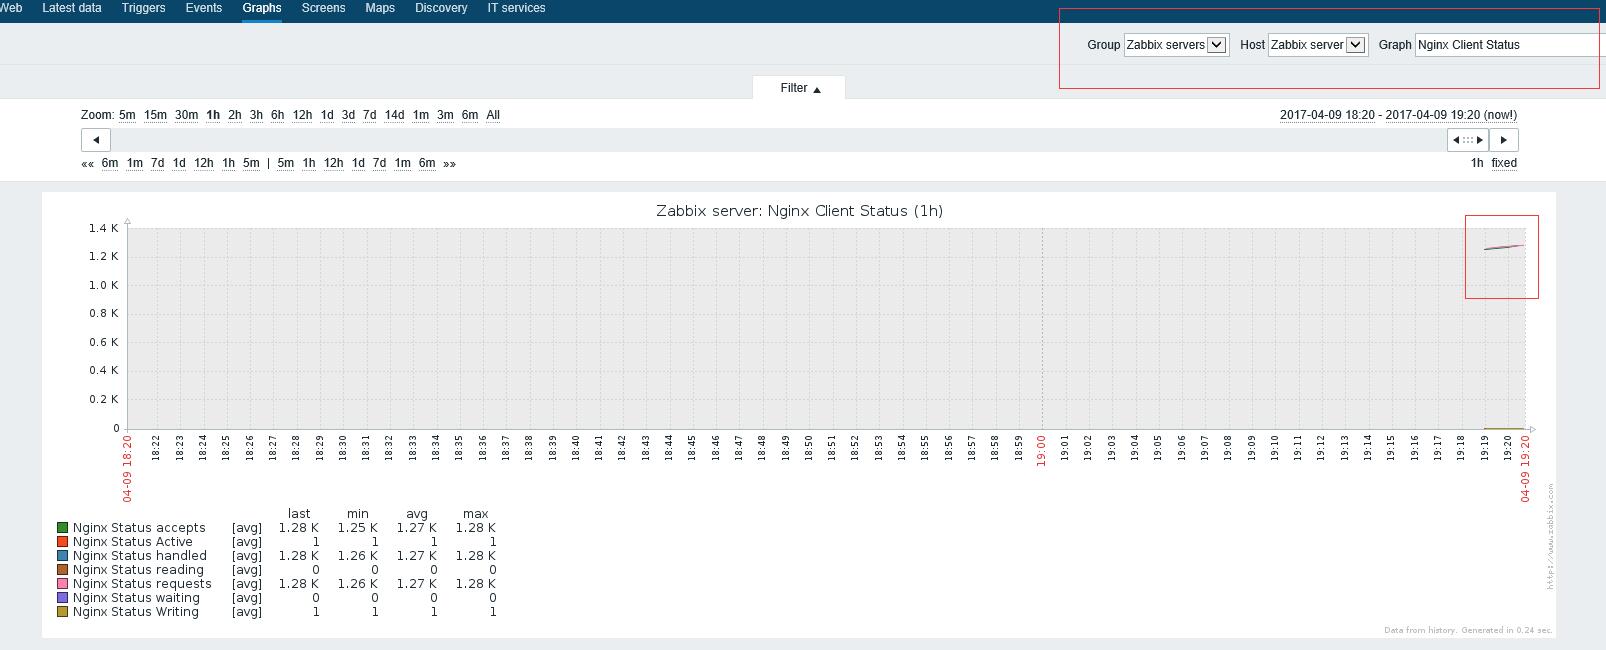 Web Latest data Triggers Events Graphs Screens Maps Discovery IT services
Group Zabbix servers Host Zabbix server Graph Nginx Client Status
Filter ▲
Zoom: 5m 15m 30m 1h 2h 3h 6h 12h 1d 3d 7d 14d 1m 3m 6m All
2017-04-09 18:20 - 2017-04-09 19:20 (now!)
«« 6m 1m 7d 1d 12h 1h 5m | 5m 1h 12h 1d 7d 1m 6m »»
1h fixed
Zabbix server: Nginx Client Status (1h)
1.4 K
1.2 K
1.0 K
0.8 K
0.6 K
0.4 K
0.2 K
0
04-09 18:20 18:22 18:23 18:24 18:25 18:26 18:27 18:28 18:29 18:30 18:31 18:32 18:33 18:34 18:35 18:36 18:37 18:38 18:39 18:40 18:41 18:42 18:43 18:44 18:45 18:46 18:47 18:48 18:49 18:50 18:51 18:52 18:53 18:54 18:55 18:56 18:57 18:58 18:59 19:00 19:01 19:02 19:03 19:04 19:05 19:06 19:07 19:08 19:09 19:10 19:11 19:12 19:13 19:14 19:15 19:16 19:17 19:18 19:19 19:20 04-09 19:20
http://www.zabbix.com
last min avg max
Nginx Status accepts [avg] 1.28 K 1.25 K 1.27 K 1.28 K
Nginx Status Active [avg] 1 1 1 1
Nginx Status handled [avg] 1.28 K 1.26 K 1.27 K 1.28 K
Nginx Status reading [avg] 0 0 0 0
Nginx Status requests [avg] 1.28 K 1.26 K 1.27 K 1.28 K
Nginx Status waiting [avg] 0 0 0 0
Nginx Status Writing [avg] 1 1 1 1
Data from history. Generated in 0.24 sec.